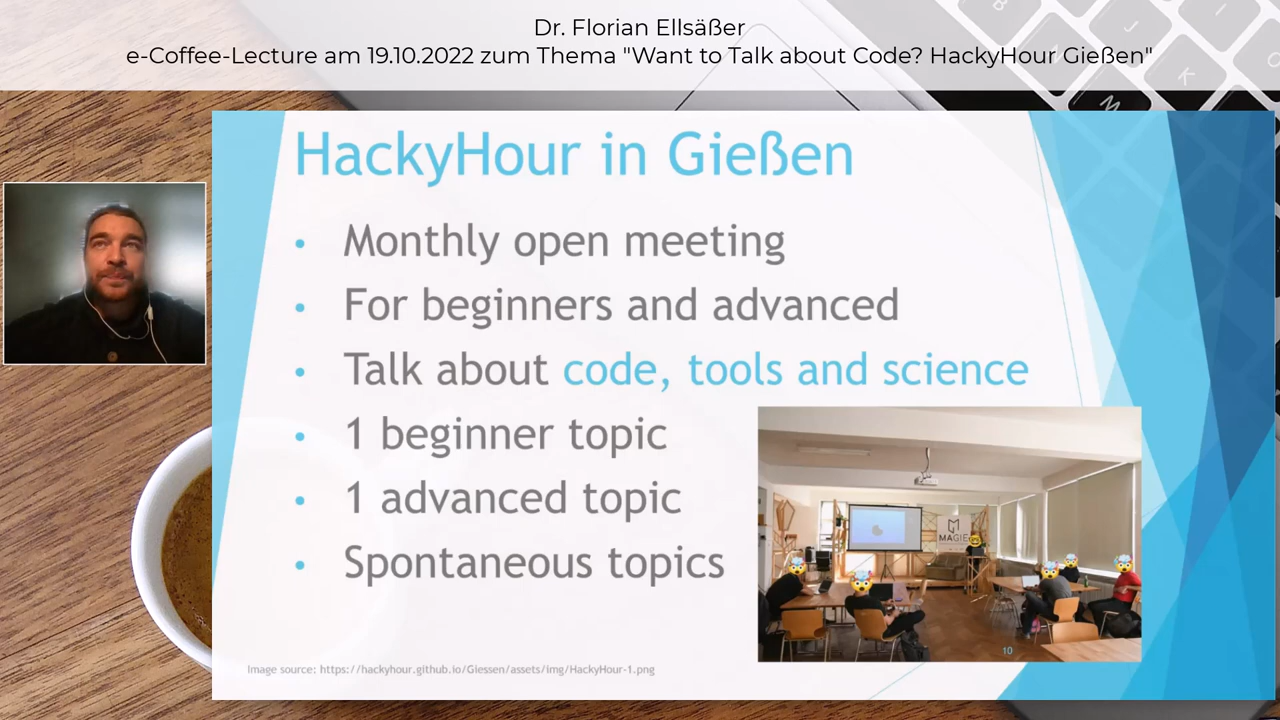 Dr. Florian Ellsäßer
e-Coffee-Lecture am 19.10.2022 zum Thema "Want to Talk about Code? HackyHour Gießen"
HackyHour in Gießen
• Monthly open meeting
• For beginners and advanced
• Talk about code, tools and science
• 1 beginner topic
• 1 advanced topic
• Spontaneous topics
MAGIE
10
Image source: https://hackyhour.github.io/Giessen/assets/img/HackyHour-1.png
B
J
K
M